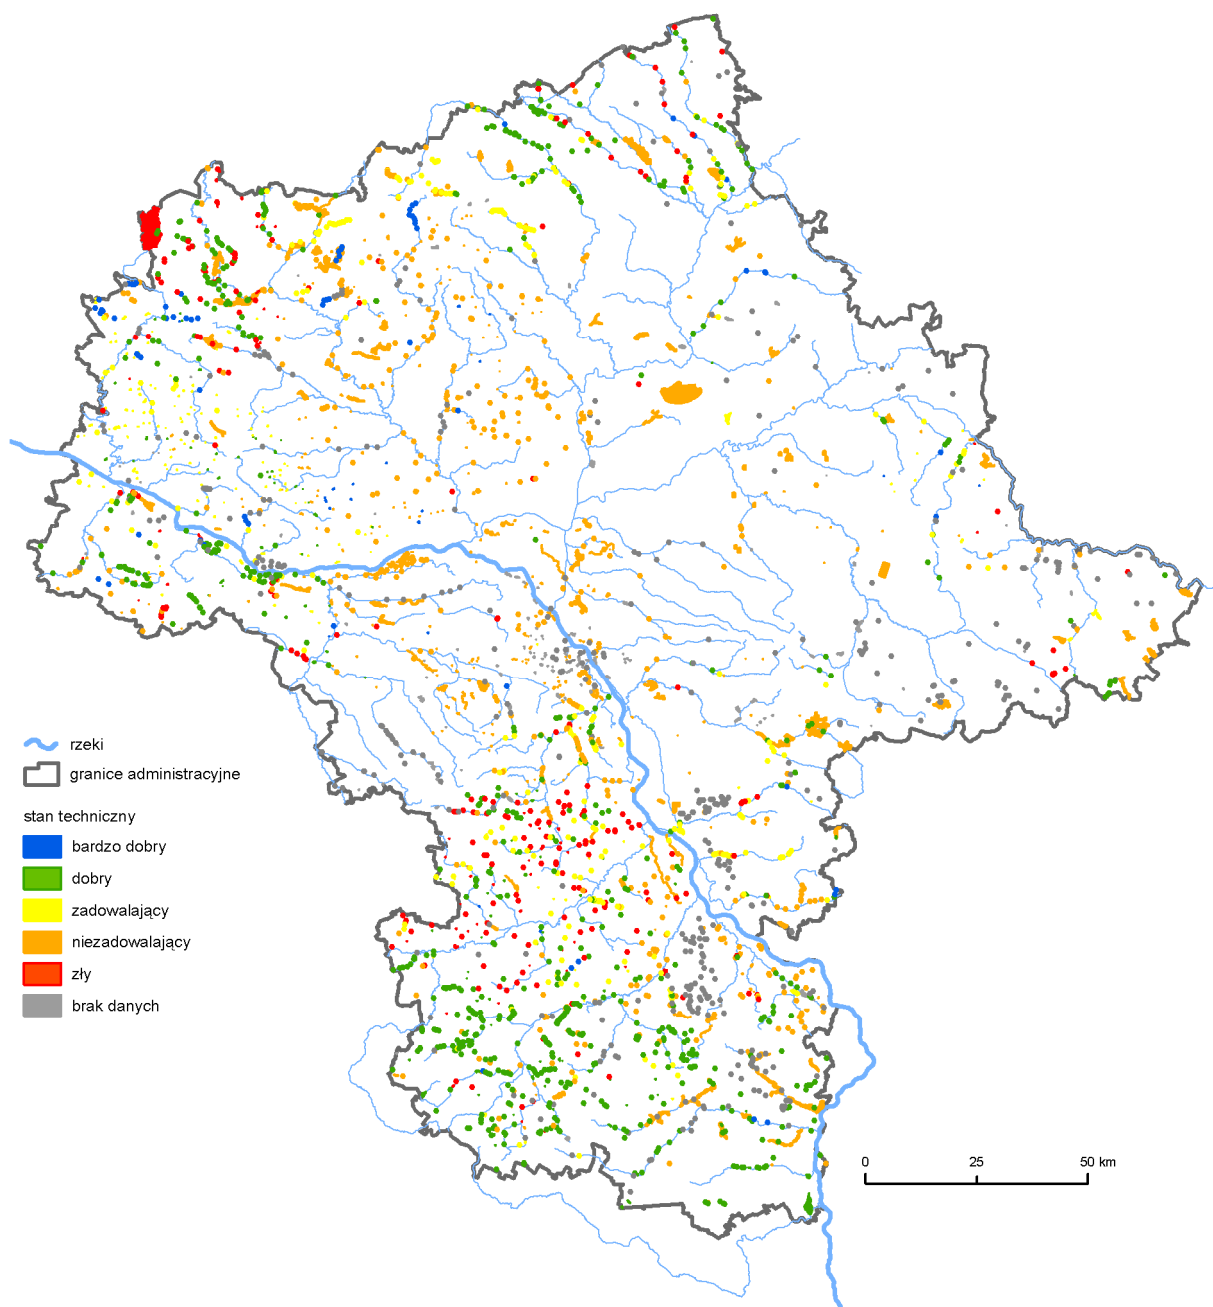 rzeki
granice administracyjne
stan techniczny
bardzo dobry
dobry
zadowalający
niezadowalający
zły
brak danych
0 25 50 km